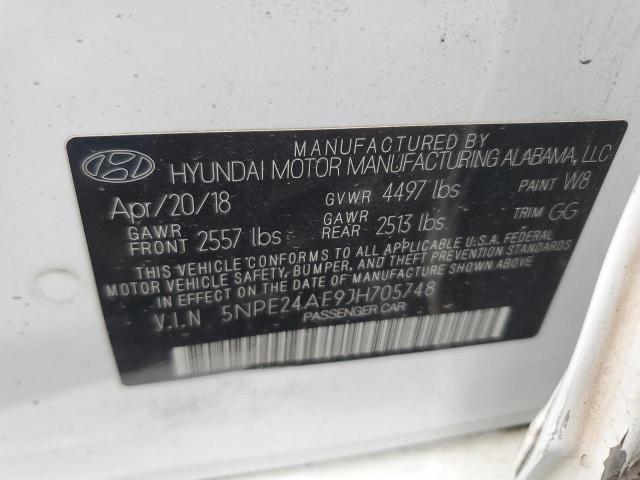 MANUFACTURED BY
HYUNDAI MOTOR MANUFACTURING ALABAMA, LLC
Apr/20/18 GVWR 4497 lbs PAINT W8
GAWR FRONT 2557 lbs GAWR REAR 2513 lbs TRIM GG
THIS VEHICLE CONFORMS TO ALL APPLICABLE U.S.A. FEDERAL
MOTOR VEHICLE SAFETY, BUMPER, AND THEFT PREVENTION STANDARDS
IN EFFECT ON THE DATE OF MANUFACTURE SHOWN ABOVE.
V.I.N 5NPE24AF97H705748
PASSENGER CAR